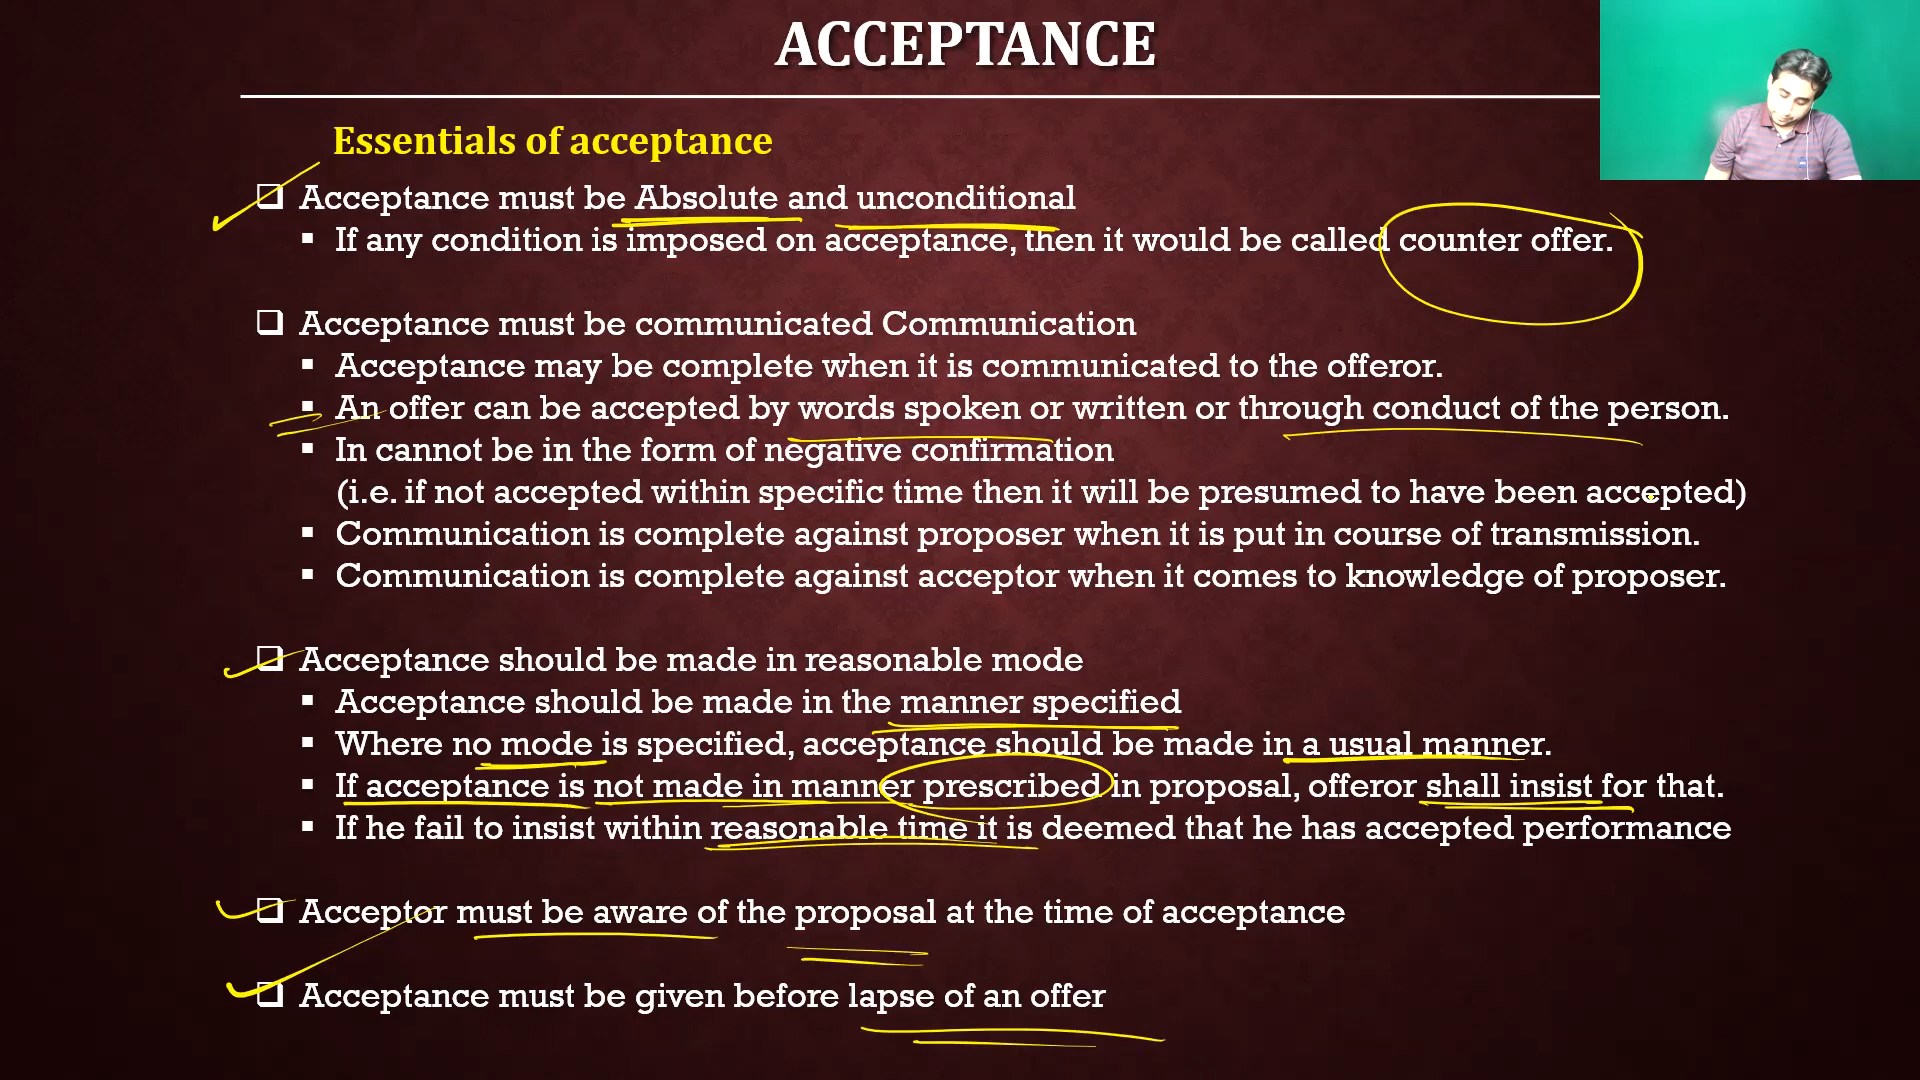 ACCEPTANCE
Essentials of acceptance
Acceptance must be Absolute and unconditional
If any condition is imposed on acceptance, then it would be called counter offer.
Acceptance must be communicated Communication
Acceptance may be complete when it is communicated to the offeror.
An offer can be accepted by words spoken or written or through conduct of the person.
In cannot be in the form of negative confirmation
(i.e. if not accepted within specific time then it will be presumed to have been accepted)
Communication is complete against proposer when it is put in course of transmission.
Communication is complete against acceptor when it comes to knowledge of proposer.
Acceptance should be made in reasonable mode
Acceptance should be made in the manner specified
Where no mode is specified, acceptance should be made in a usual manner.
If acceptance is not made in manner prescribed in proposal, offeror shall insist for that.
If he fail to insist within reasonable time it is deemed that he has accepted performance
Acceptor must be aware of the proposal at the time of acceptance
Acceptance must be given before lapse of an offer